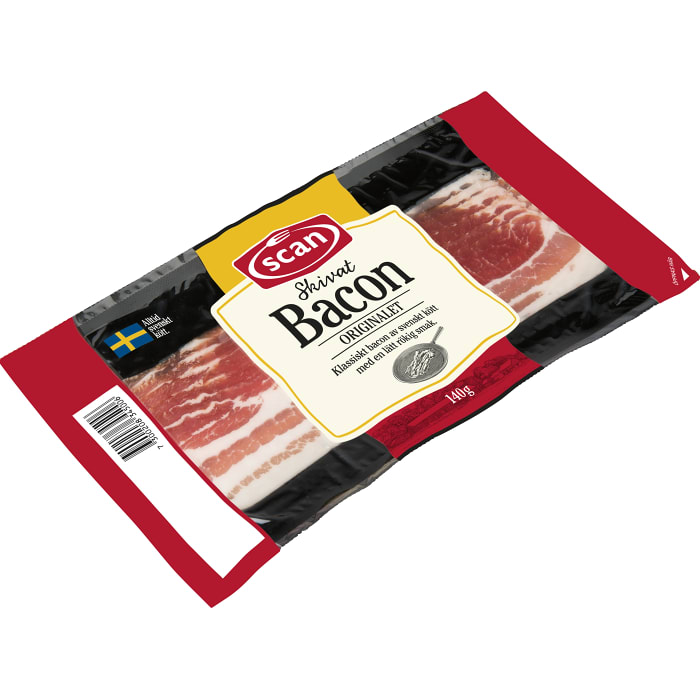 scan
Skivat
Bacon
ORIGINALET
Klassiskt bacon av svenskt kött
med en lätt rökig smak
140g
Alltid
svenskt
kött.